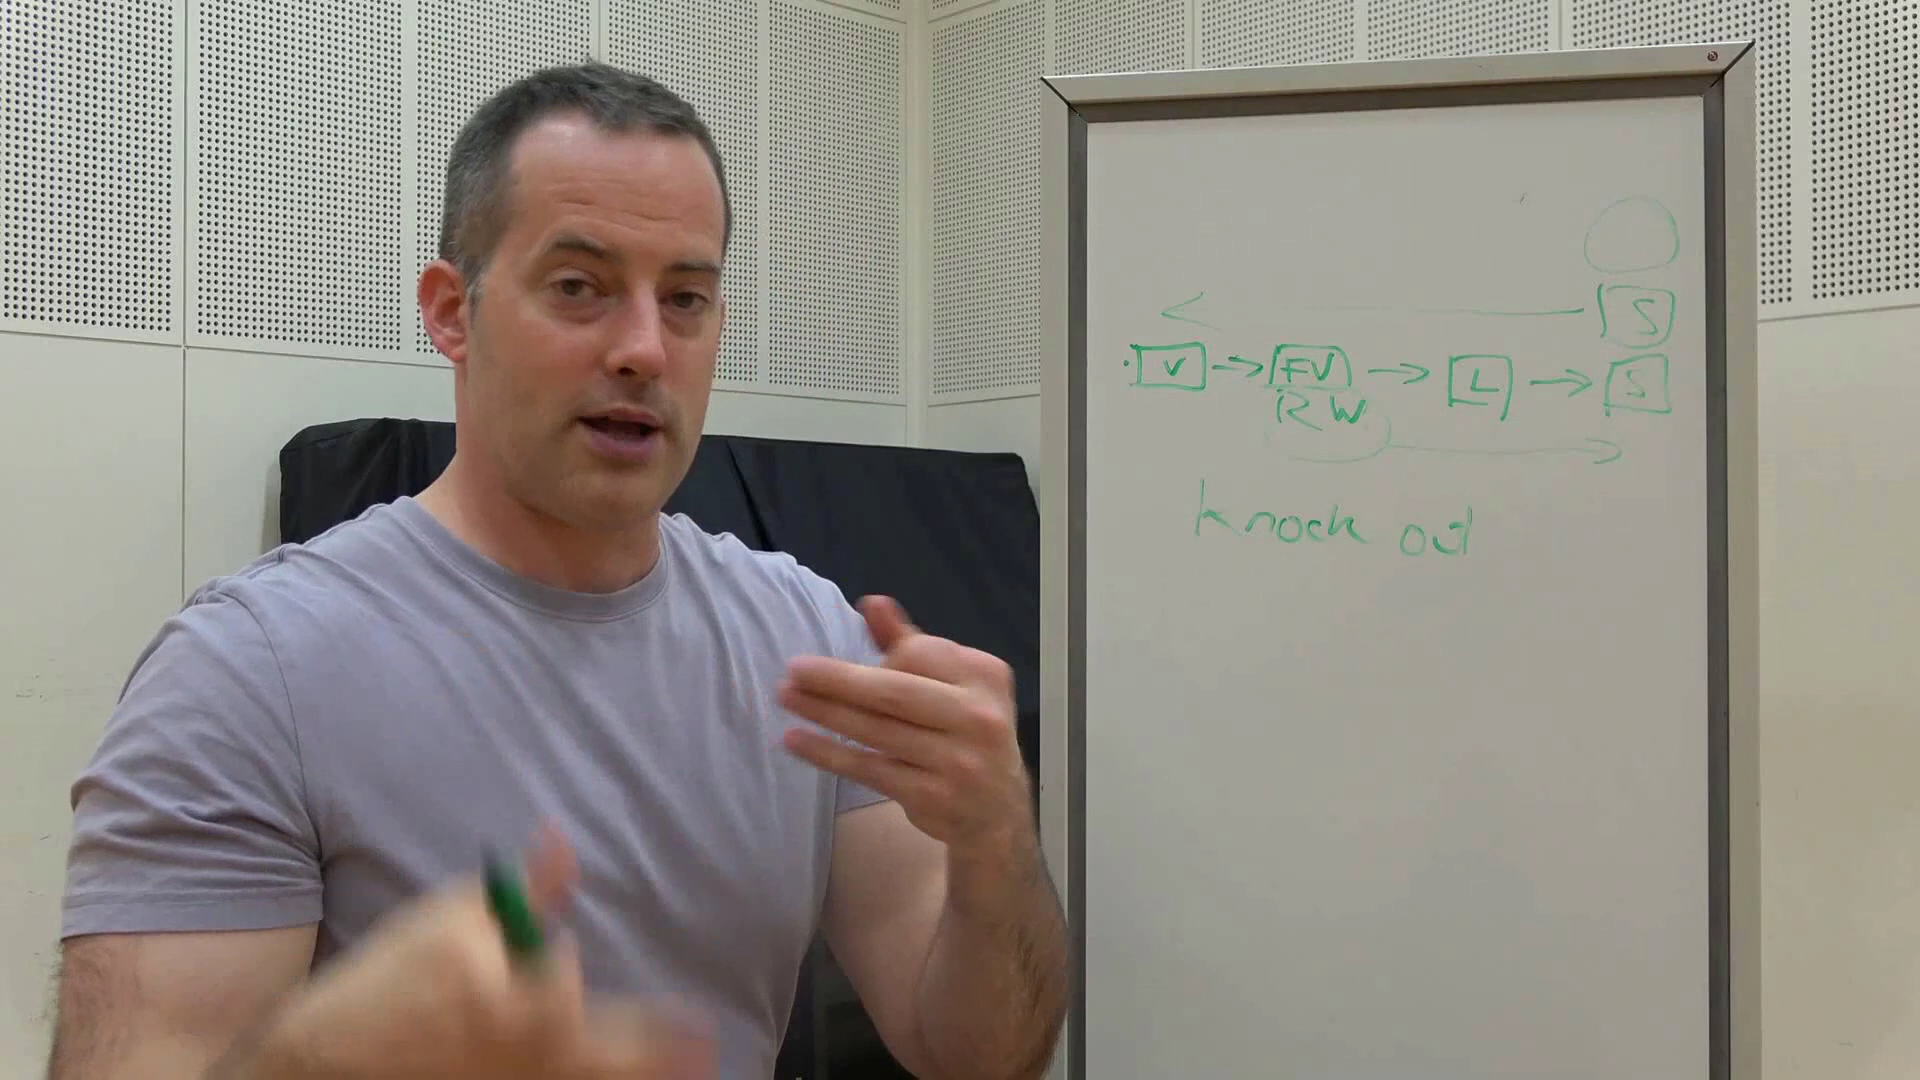 S
V → FV → L → S
RW
Knock out